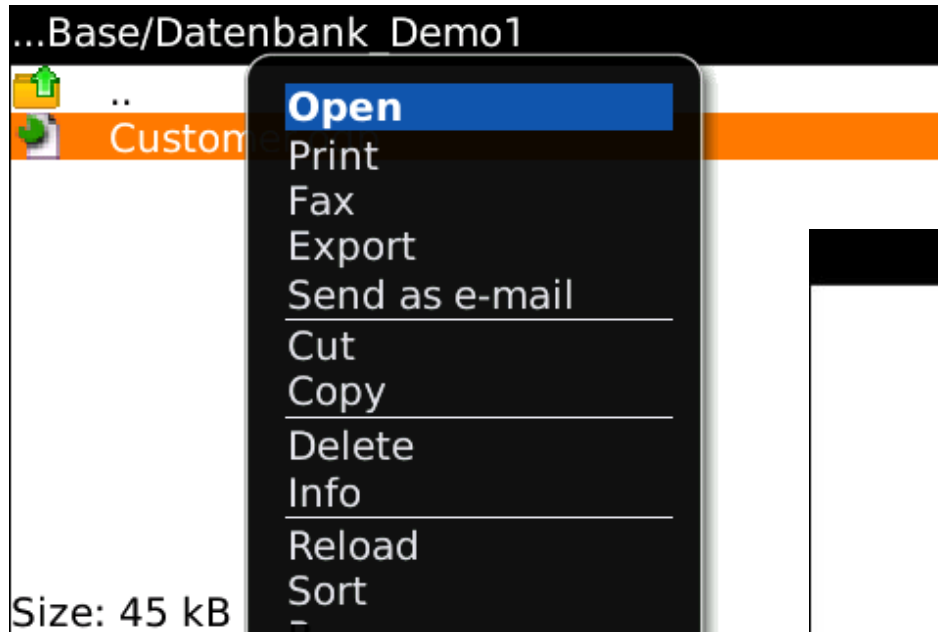 ...Base/Datenbank_Demo1
..
Custom
Open
Print
Fax
Export
Send as e-mail
Cut
Copy
Delete
Info
Reload
Sort
Size: 45 kB